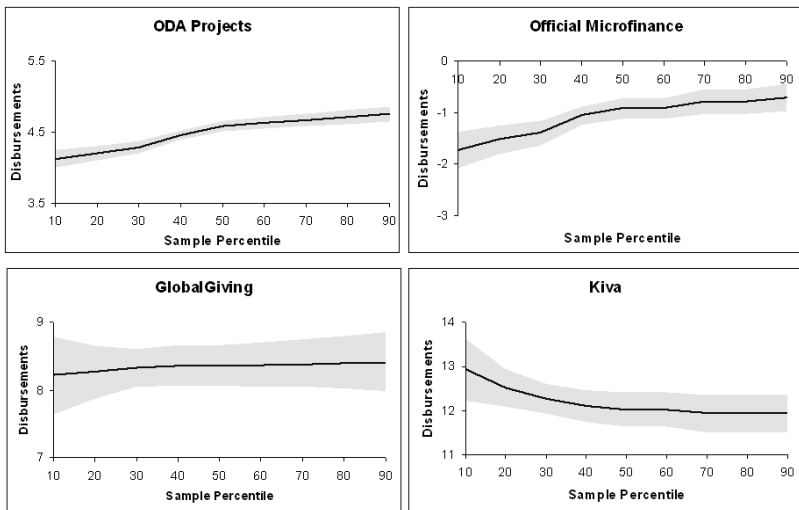 ODA Projects
5.5
4.5
3.5
Disbursements
10 20 30 40 50 60 70 80 90
Sample Percentile
Official Microfinance
0
10 20 30 40 50 60 70 80 90
-1
-2
-3
Disbursements
Sample Percentile
GlobalGiving
9
8
7
Disbursements
10 20 30 40 50 60 70 80 90
Sample Percentile
Kiva
14
13
12
11
Disbursements
10 20 30 40 50 60 70 80 90
Sample Percentile